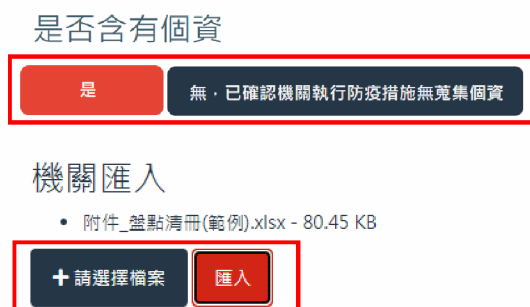 是否含有個資
是
無，已確認機關執行防疫措施無蒐集個資
機關匯入
• 附件_盤點清冊(範例).xlsx - 80.45 KB
+ 請選擇檔案
匯入